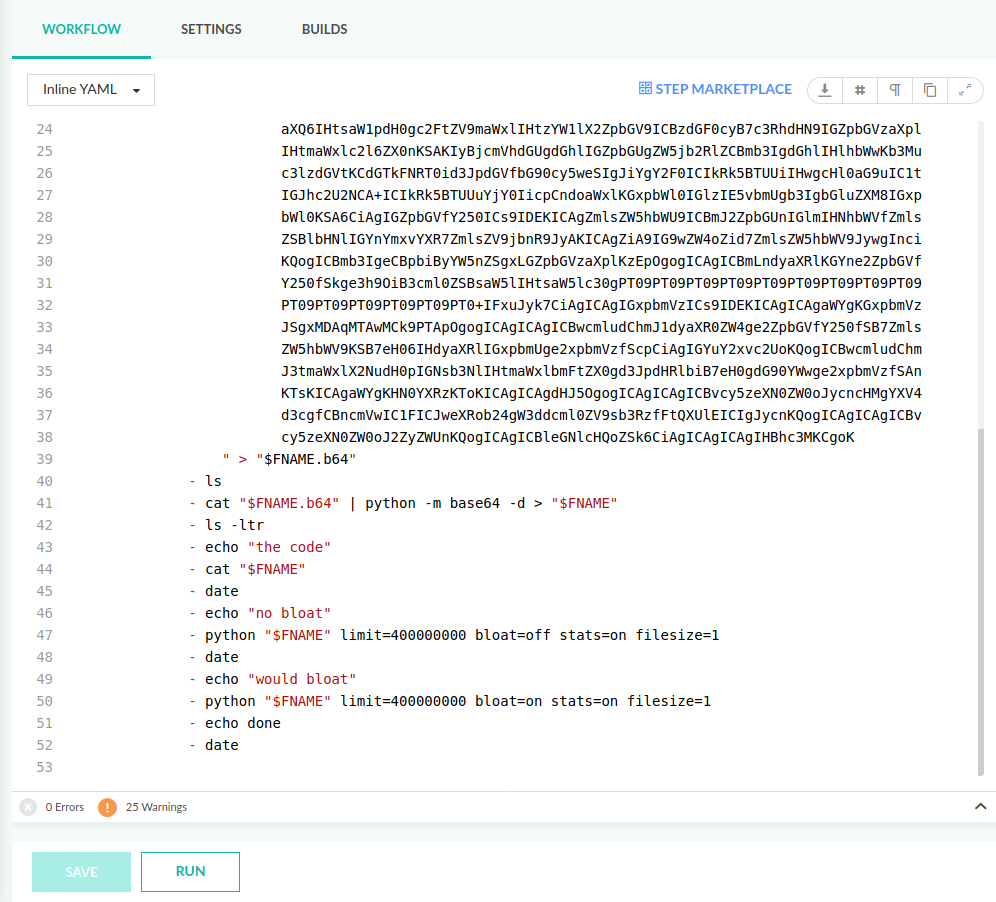 WORKFLOW SETTINGS BUILDS
Inline YAML
STEP MARKETPLACE
24 aXQ6IHtsaW1pdH0gc2FtZV9maWxlIHtzYW1lX2ZpbGV9ICBzdGF0cyB7c3RhdHN9IGZpbGVzaXpl
25 IHtmaWxlc2l6ZX0nKSAKIyBjcmVhdGUgdGhlIGZpbGUgZW5jb2RlZCBmb3IgdGhlIHlhbWwKb3Mu
26 c3lzdGVtKCdGTkFNRT0id3JpdGVfbG90cy5weSIgJiYgY2F0ICIkRk5BTUUiIHwgcHl0aG9uIC1t
27 IGJhc2U2NCA+ICIkRk5BTUUuYjY0IicpCndoaWxlKGxpbWl0IGlzIE5vbmUgb3IgbGluZXM8IGxp
28 bWl0KSA6CiAgIGZpbGVfY250ICs9IDEKICAgZmlsZW5hbWU9ICBmJ2ZpbGUnIGlmIHNhbWVfZmls
29 ZSBlbHNlIGYnYmxvYXR7ZmlsZV9jbnR9JyAKICAgZiA9IG9wZW4oZid7ZmlsZW5hbWV9JywgInci
30 KQogICBmb3IgeCBpbiByYW5nZSgxLGZpbGVzaXplKzEpOgogICAgICBmLndyaXRlKGYne2ZpbGVf
31 Y250fSkge3h9OiB3cml0ZSBsaW5lIHtsaW5lc30gPT09PT09PT09PT09PT09PT09PT09PT09PT09
32 PT09PT09PT09PT09PT09PT0+IFxuJyk7CiAgICAgIGxpbmVzICs9IDEKICAgICAgaWYgKGxpbmVz
33 JSgxMDAqMTAwMCk9PTApOgogICAgICAgICBwcmludChmJ1dyaXR0ZW4ge2ZpbGVfY250fSB7Zmls
34 ZW5hbWV9KSB7eH06IHdyaXRlIGxpbmUge2xpbmVzfScpCiAgIGYuY2xvc2UoKQogICBwcmludChm
35 J3tmaWxlX2NudH0pIGNsb3NlIHtmaWxlbmFtZX0gd3JpdHRlbiB7eH0gdG90YWwge2xpbmVzfSAn
36 KTsKICAgaWYgKHN0YXRzKToKICAgICAgdHJ5OgogICAgICAgICBvcy5zeXN0ZW0oJycncHMgYXV4
37 d3cgfCBncmVwIC1FICJweXRob24gW3ddcml0ZV9sb3RzfFtQXUlEICIgJycnKQogICAgICAgICBv
38 cy5zeXN0ZW0oJ2ZyZWUnKQogICAgICBleGNlcHQoZSk6CiAgICAgICAgIHBhc3MKCgoK
39 " > "$FNAME.b64"
40 - ls
41 - cat "$FNAME.b64" | python -m base64 -d > "$FNAME"
42 - ls -ltr
43 - echo "the code"
44 - cat "$FNAME"
45 - date
46 - echo "no bloat"
47 - python "$FNAME" limit=400000000 bloat=off stats=on filesize=1
48 - date
49 - echo "would bloat"
50 - python "$FNAME" limit=400000000 bloat=on stats=on filesize=1
51 - echo done
52 - date
53
0 Errors ! 25 Warnings
SAVE RUN